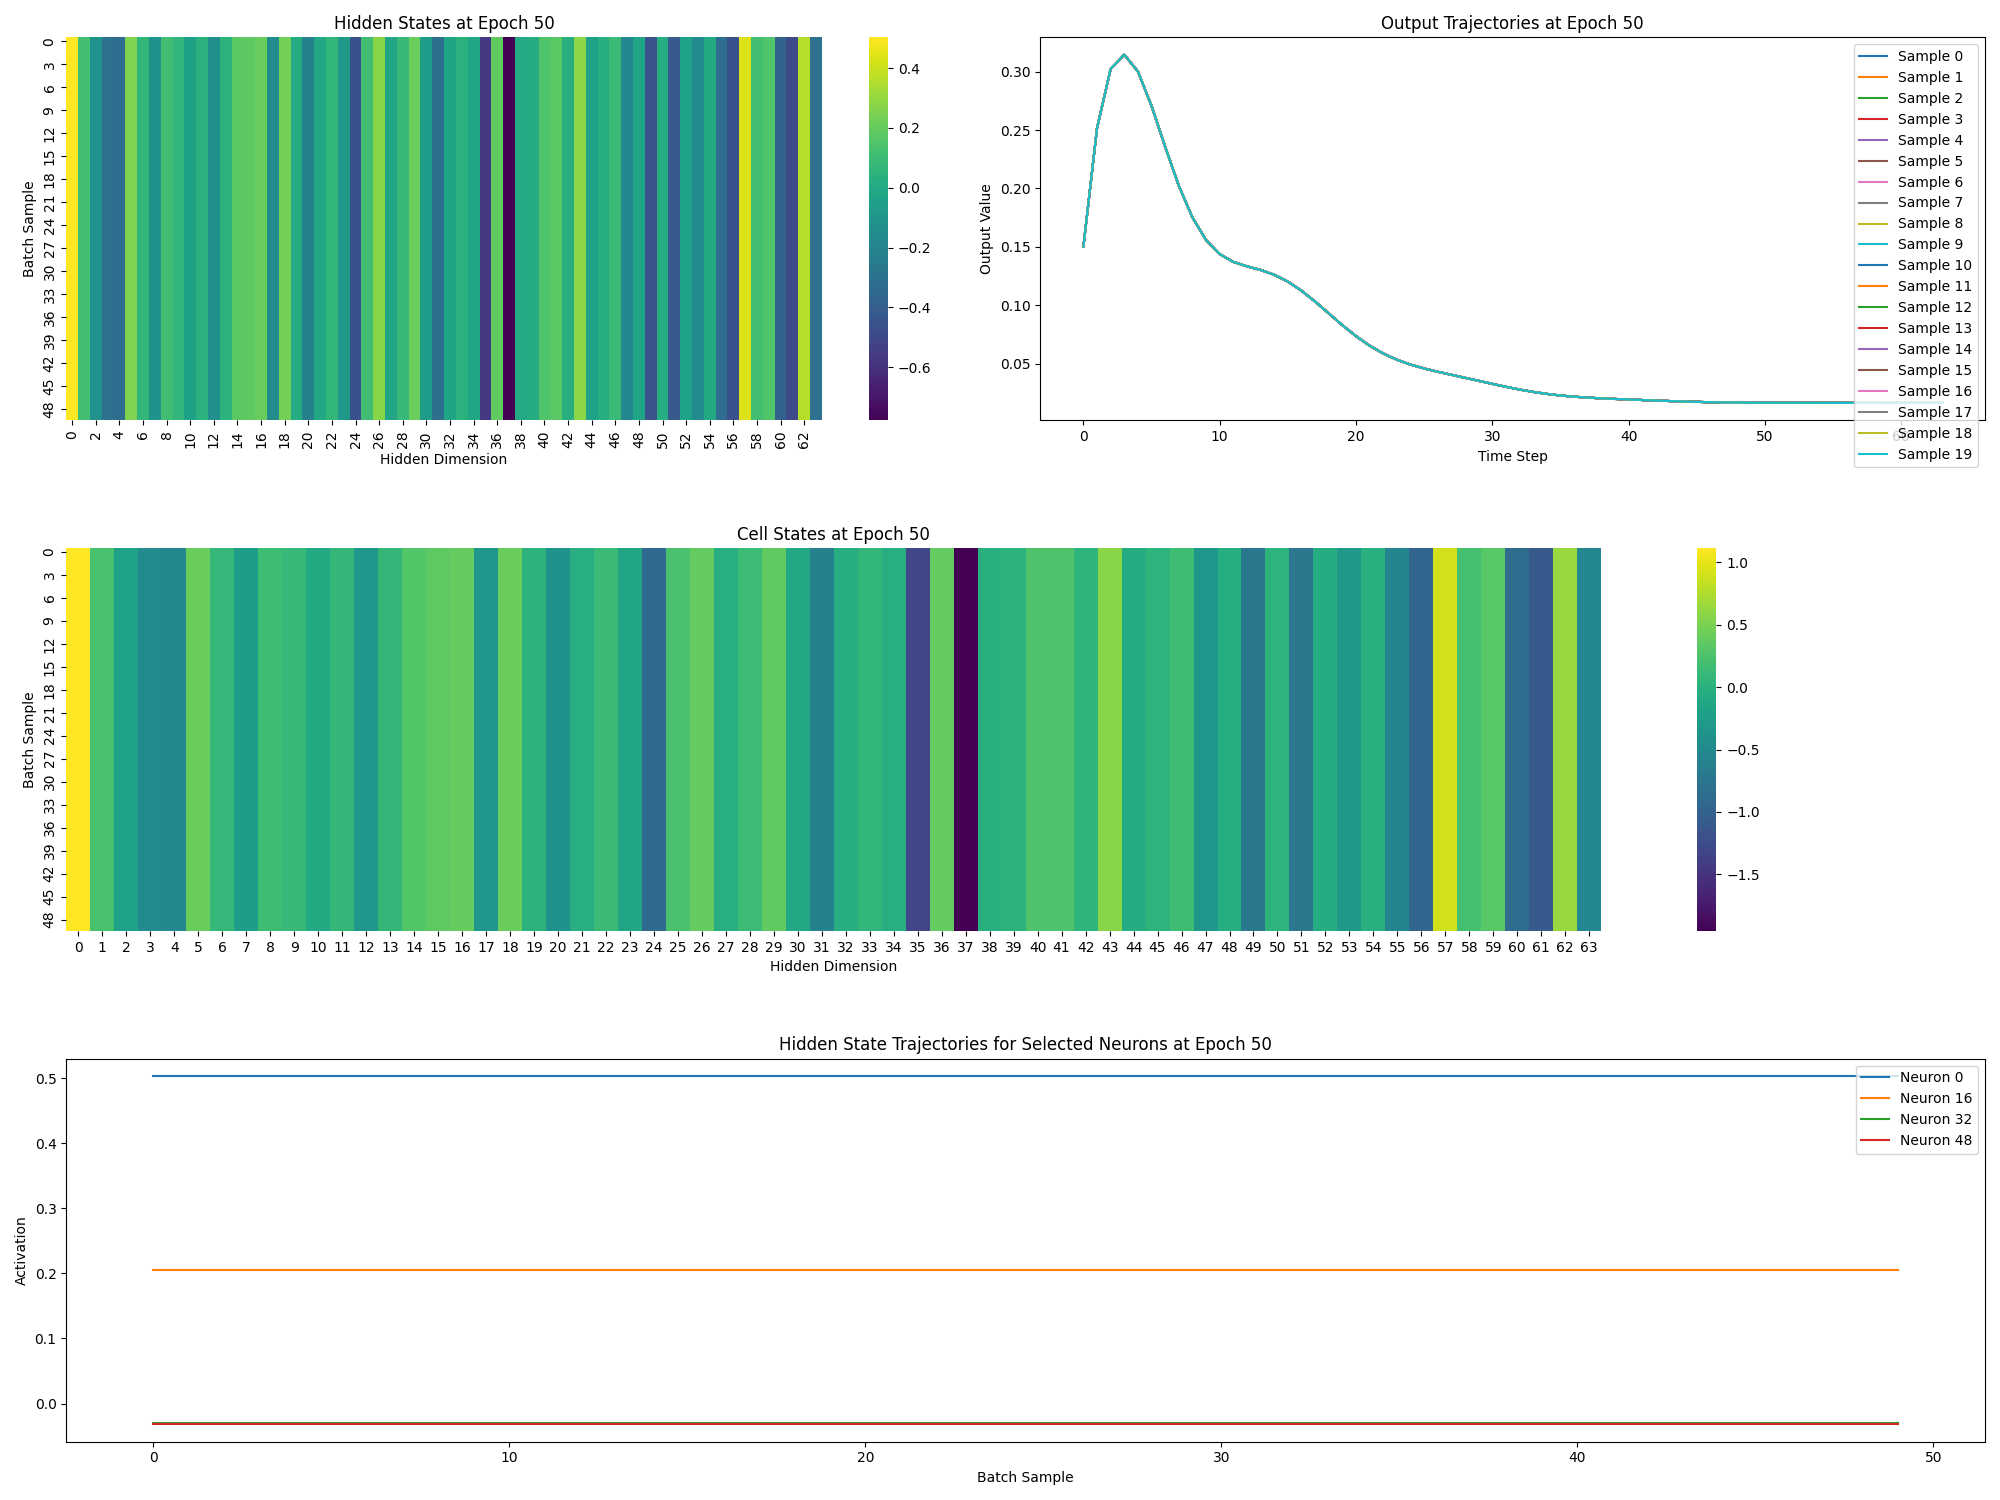 Hidden States at Epoch 50
0 3 6 9 12 15 18 21 24 27 30 33 36 39 42 45 48
Batch Sample
0 2 4 6 8 10 12 14 16 18 20 22 24 26 28 30 32 34 36 38 40 42 44 46 48 50 52 54 56 58 60 62
Hidden Dimension
0.4
0.2
0.0
−0.2
−0.4
−0.6
Output Trajectories at Epoch 50
0.30
0.25
0.20
0.15
0.10
0.05
Output Value
0 10 20 30 40 50 60
Time Step
Sample 0
Sample 1
Sample 2
Sample 3
Sample 4
Sample 5
Sample 6
Sample 7
Sample 8
Sample 9
Sample 10
Sample 11
Sample 12
Sample 13
Sample 14
Sample 15
Sample 16
Sample 17
Sample 18
Sample 19
Cell States at Epoch 50
0 3 6 9 12 15 18 21 24 27 30 33 36 39 42 45 48
Batch Sample
0 1 2 3 4 5 6 7 8 9 10 11 12 13 14 15 16 17 18 19 20 21 22 23 24 25 26 27 28 29 30 31 32 33 34 35 36 37 38 39 40 41 42 43 44 45 46 47 48 49 50 51 52 53 54 55 56 57 58 59 60 61 62 63
Hidden Dimension
1.0
0.5
0.0
−0.5
−1.0
−1.5
Hidden State Trajectories for Selected Neurons at Epoch 50
0.5
0.4
0.3
0.2
0.1
0.0
Activation
0 10 20 30 40 50
Batch Sample
Neuron 0
Neuron 16
Neuron 32
Neuron 48